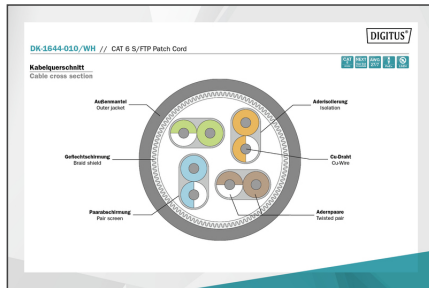 DIGITUS®
DK-1644-010/WH // CAT 6 S/FTP Patch Cord
Kabelquerschnitt
Cable cross section
Außenmantel
Outer jacket
Aderisolierung
Isolation
Geflechtschirmung
Braid shield
Cu-Draht
Cu-Wire
Paarabschirmung
Pair screen
Adernpaare
Twisted pair